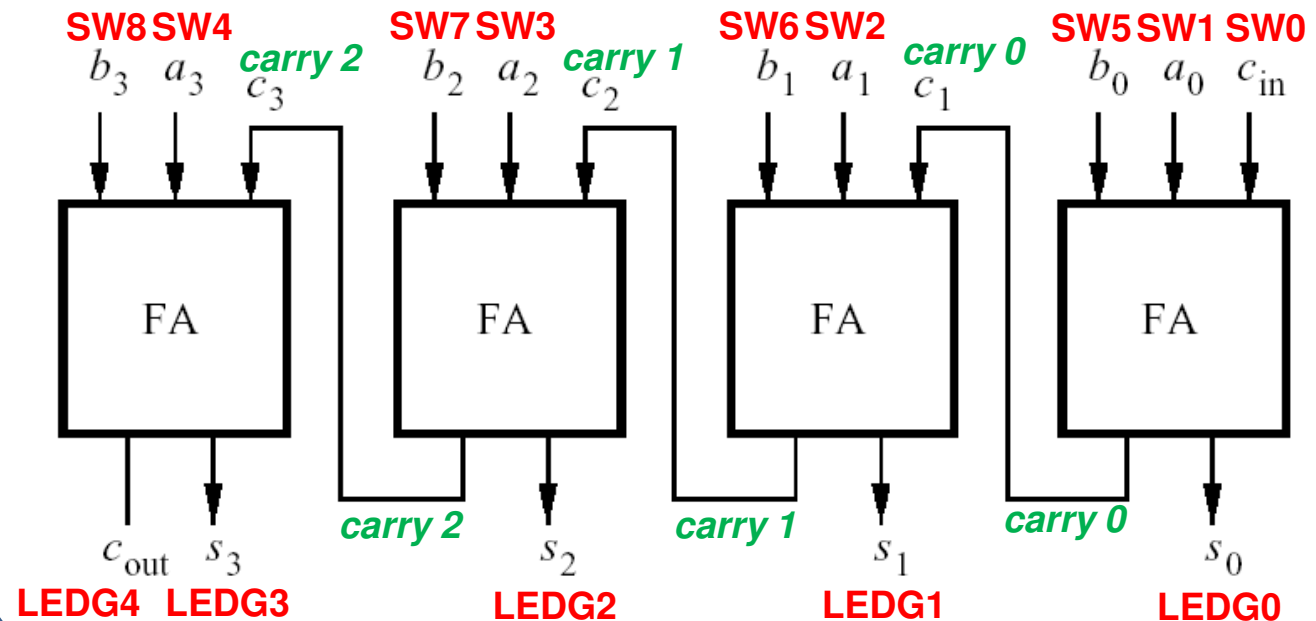 SW8 SW4 SW7 SW3 SW6 SW2 SW5 SW1 SW0
b3 a3 carry 2 c3 b2 a2 carry 1 c2 b1 a1 carry 0 c1 b0 a0 cin
FA FA FA FA
carry 2 carry 1 carry 0
cout s3 s2 s1 s0
LEDG4 LEDG3 LEDG2 LEDG1 LEDG0